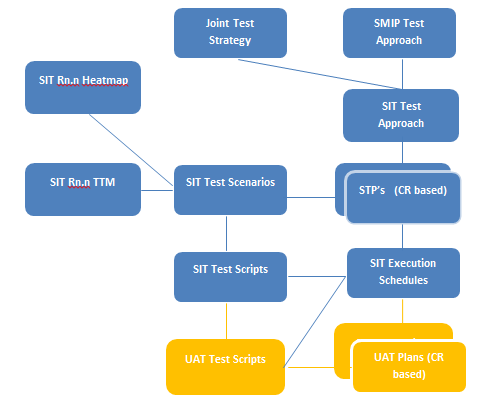 Joint Test
Strategy
SMIP Test
Approach
SIT Rn.n Heatmap
SIT Test
Approach
SIT Rn.n TTM
SIT Test Scenarios
STP's (CR based)
SIT Test Scripts
SIT Execution
Schedules
UAT Test Scripts
UAT Plans (CR
based)